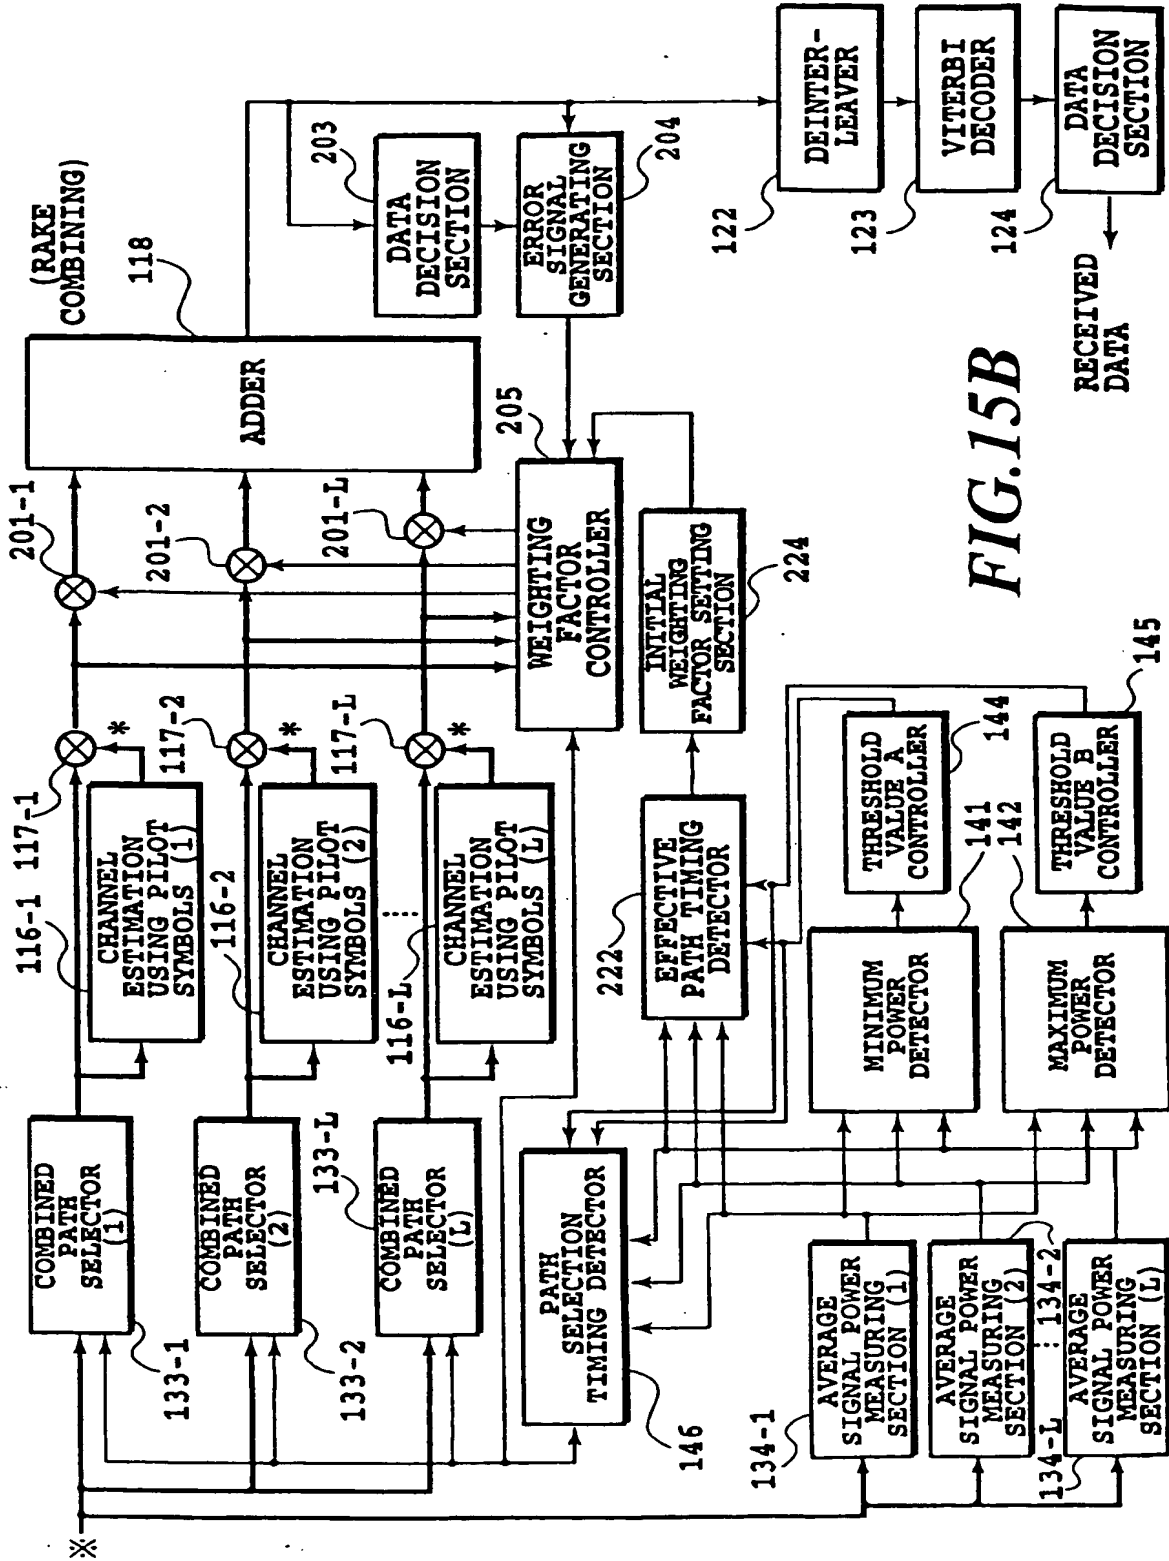 (RAKE
COMBINING)
118
ADDER
201-1
201-2
201-L
117-1
117-2
117-L
*
*
*
116-1
CHANNEL
ESTIMATION
USING PILOT
SYMBOLS (1)
116-2
CHANNEL
ESTIMATION
USING PILOT
SYMBOLS (2)
116-L
CHANNEL
ESTIMATION
USING PILOT
SYMBOLS (L)
COMBINED
PATH
SELECTOR
(1)
133-1
COMBINED
PATH
SELECTOR
(2)
133-2
COMBINED
PATH
SELECTOR
(L)
133-L
※
203
DATA
DECISION
SECTION
ERROR
SIGNAL
GENERATING
SECTION
204
205
WEIGHTING
FACTOR
CONTROLLER
INITIAL
WEIGHTING
FACTOR SETTING
SECTION
224
222
EFFECTIVE
PATH TIMING
DETECTOR
PATH
SELECTION
TIMING DETECTOR
146
DEINTER-
LEAVER
122
VITERBI
DECODER
123
DATA
DECISION
SECTION
124
RECEIVED
DATA
THRESHOLD
VALUE A
CONTROLLER
144
THRESHOLD
VALUE B
CONTROLLER
145
MINIMUM
POWER
DETECTOR
141
MAXIMUM
POWER
DETECTOR
142
AVERAGE
SIGNAL POWER
MEASURING
SECTION (1)
134-1
AVERAGE
SIGNAL POWER
MEASURING
SECTION (2)
134-2
AVERAGE
SIGNAL POWER
MEASURING
SECTION (L)
134-L
FIG.15B